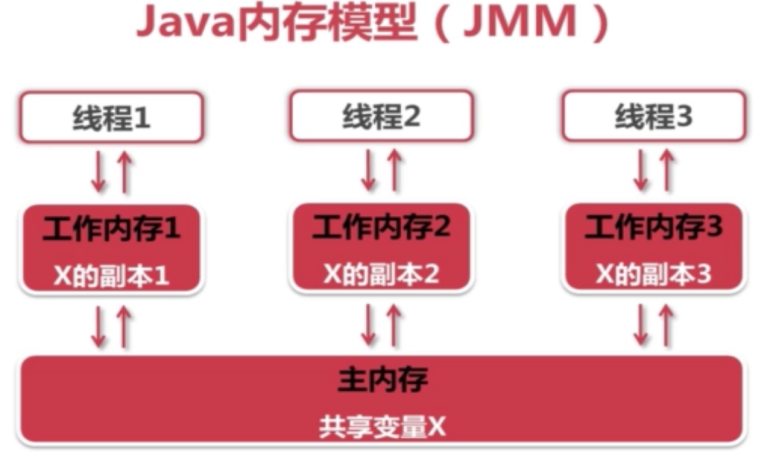 Java内存模型（JMM）
线程1
线程2
线程3
工作内存1
X的副本1
工作内存2
X的副本2
工作内存3
X的副本3
主内存
共享变量X